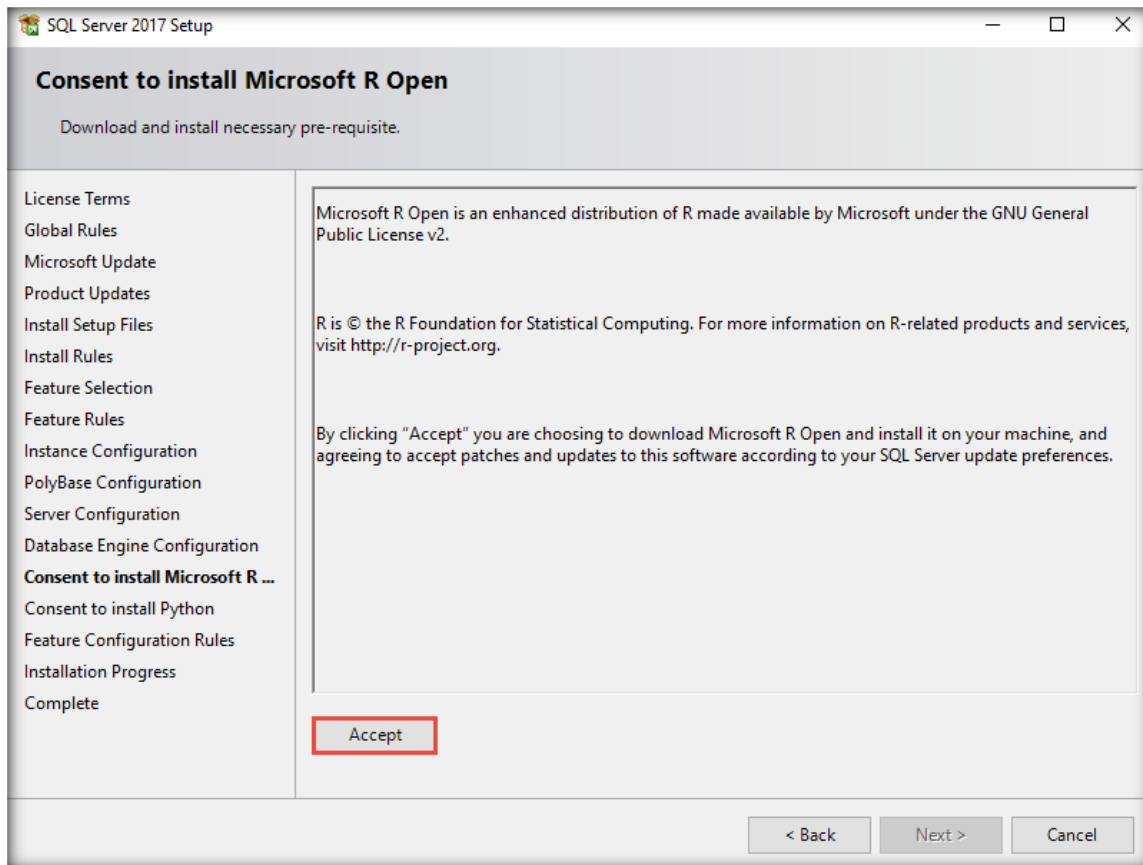 SQL Server 2017 Setup
Consent to install Microsoft R Open
Download and install necessary pre-requisite.
License Terms
Global Rules
Microsoft Update
Product Updates
Install Setup Files
Install Rules
Feature Selection
Feature Rules
Instance Configuration
PolyBase Configuration
Server Configuration
Database Engine Configuration
Consent to install Microsoft R ...
Consent to install Python
Feature Configuration Rules
Installation Progress
Complete
Microsoft R Open is an enhanced distribution of R made available by Microsoft under the GNU General
Public License v2.
R is © the R Foundation for Statistical Computing. For more information on R-related products and services,
visit http://r-project.org.
By clicking “Accept” you are choosing to download Microsoft R Open and install it on your machine, and
agreeing to accept patches and updates to this software according to your SQL Server update preferences.
Accept
< Back
Next >
Cancel